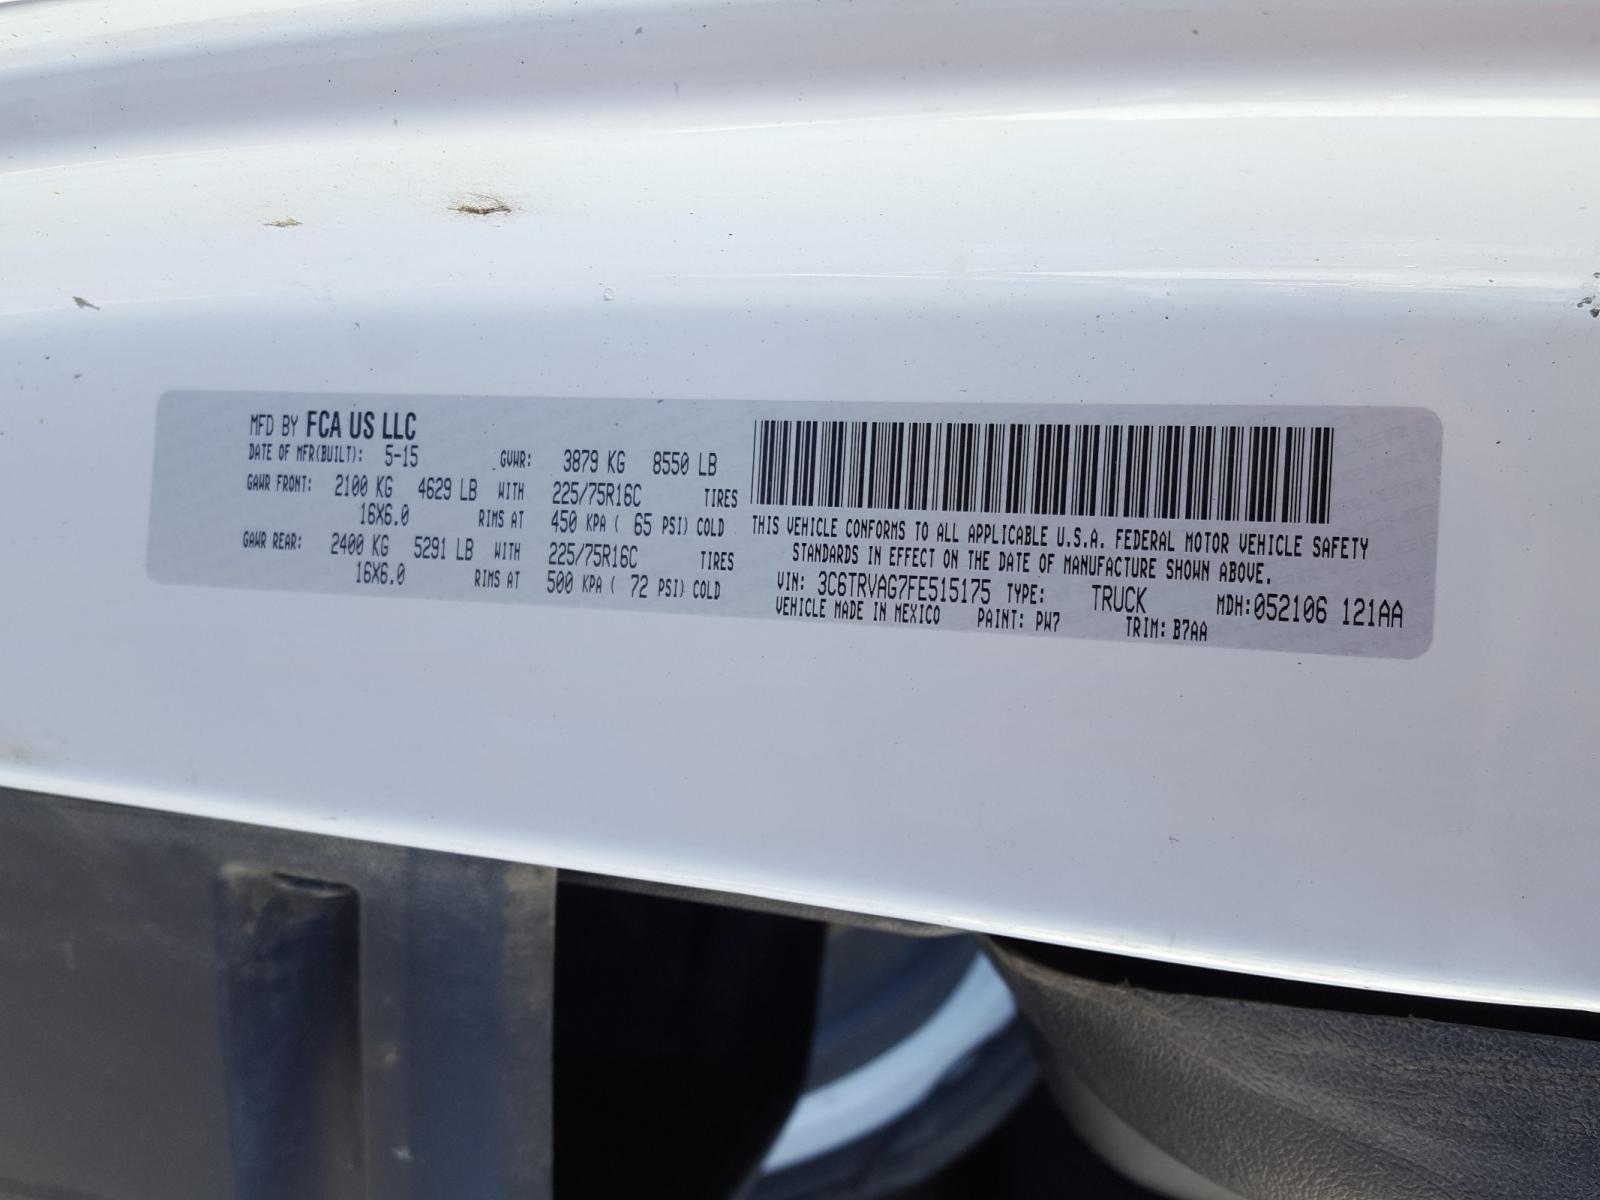 MFD BY FCA US LLC
DATE OF MFR(BUILT): 5-15 GVWR: 3879 KG 8550 LB
GAWR FRONT: 2100 KG 4629 LB WITH 225/75R16C TIRES
16X6.0 RIMS AT 450 KPA ( 65 PSI) COLD
GAWR REAR: 2400 KG 5291 LB WITH 225/75R16C TIRES
16X6.0 RIMS AT 500 KPA ( 72 PSI) COLD
THIS VEHICLE CONFORMS TO ALL APPLICABLE U.S.A. FEDERAL MOTOR VEHICLE SAFETY
STANDARDS IN EFFECT ON THE DATE OF MANUFACTURE SHOWN ABOVE.
VIN: 3C6TRVAG7FE515175 TYPE: TRUCK MDH:052106 121AA
VEHICLE MADE IN MEXICO PAINT: PW7 TRIM: B7AA